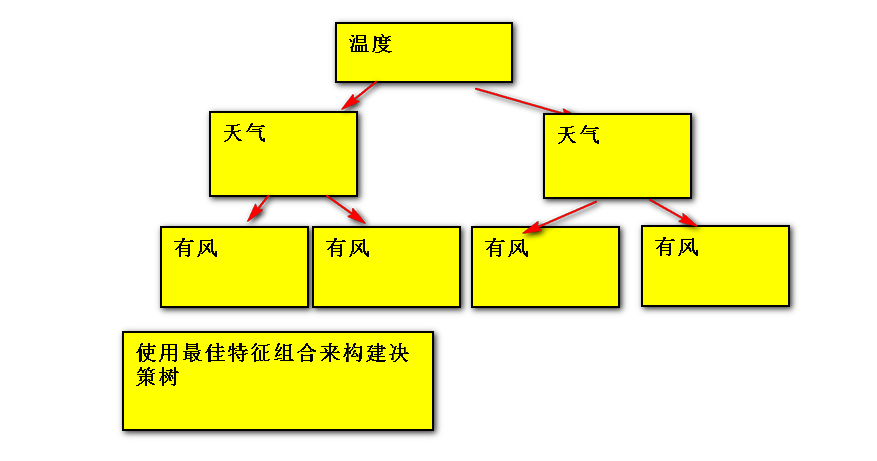 温度
天气
天气
有风
有风
有风
有风
使用最佳特征组合来构建决
策树